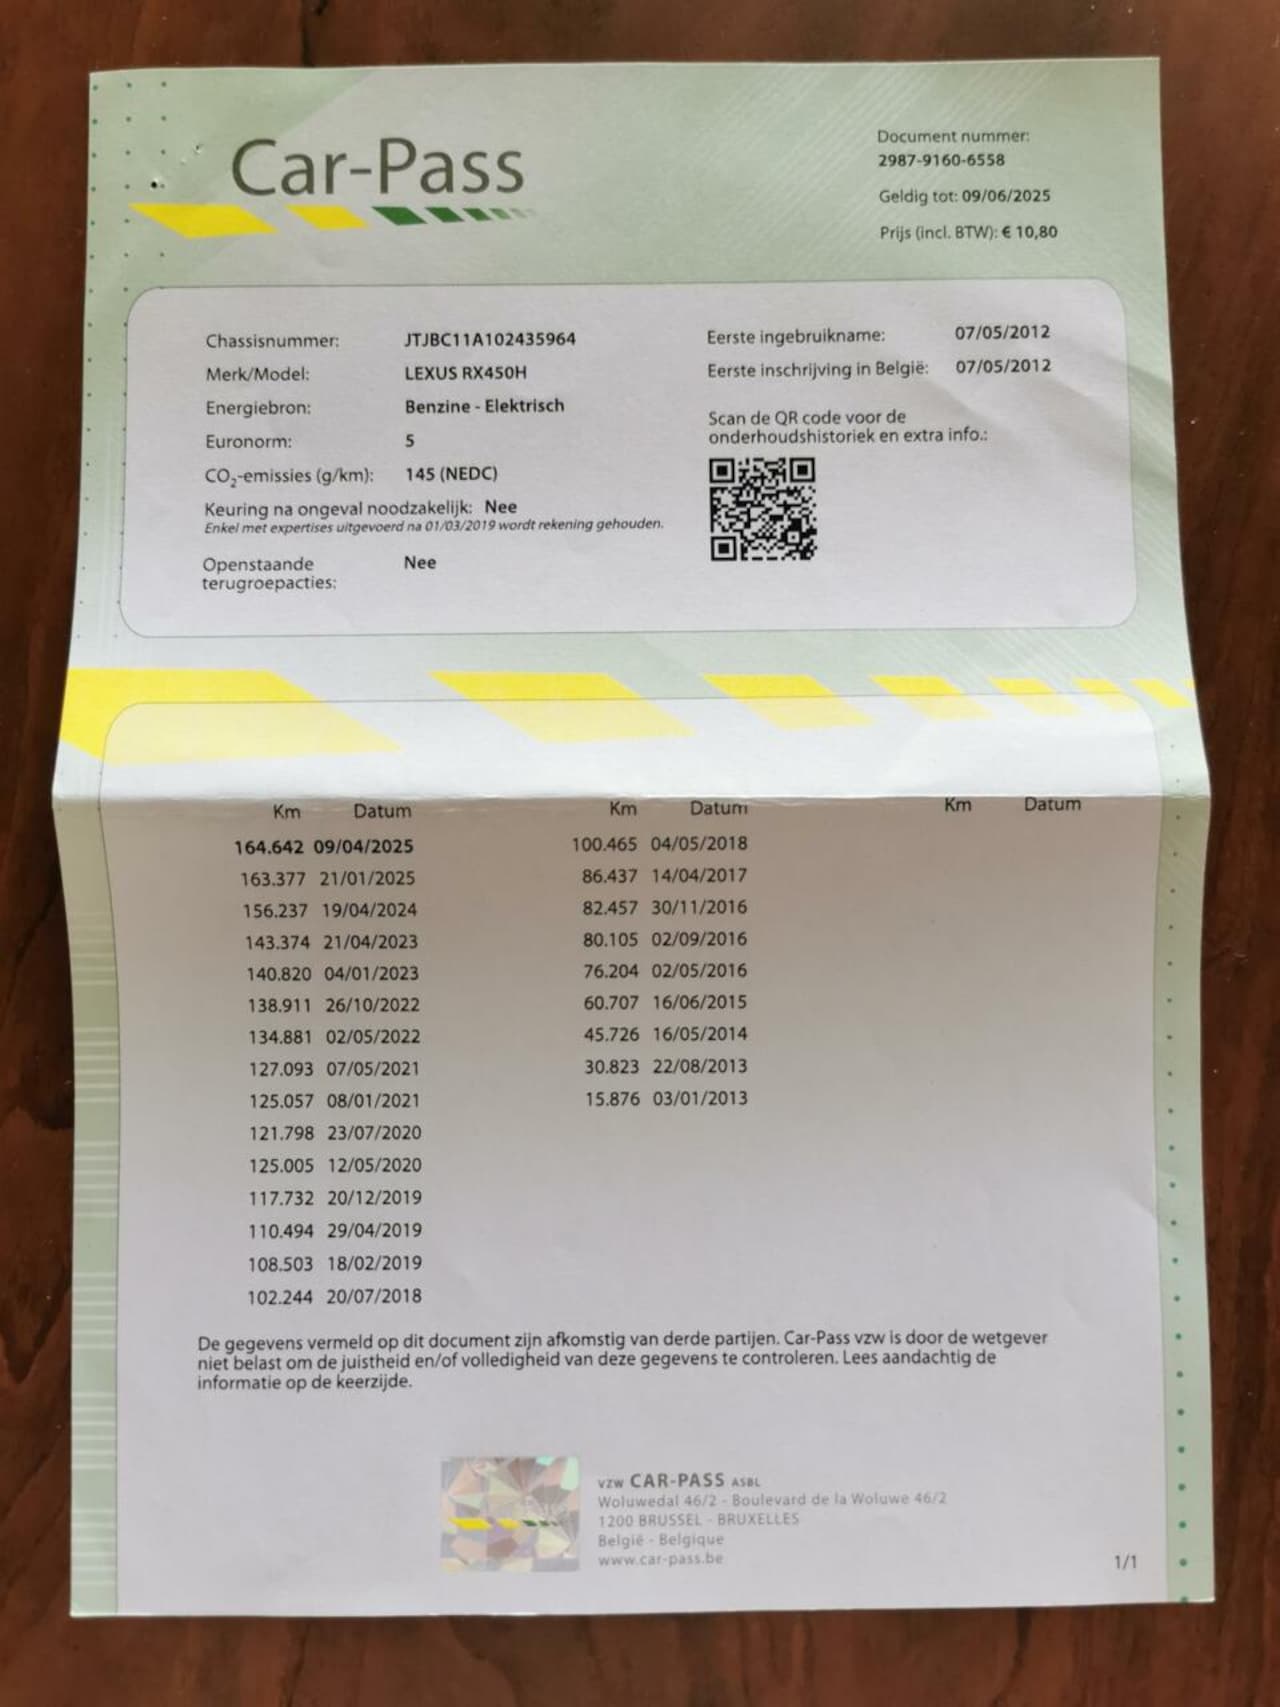 Car-Pass
Document nummer:
2987-9160-6558
Geldig tot: 09/06/2025
Prijs (incl. BTW): € 10,80
Chassisnummer: JTJBC11A102435964
Merk/Model: LEXUS RX450H
Energiebron: Benzine - Elektrisch
Euronorm: 5
CO₂-emissies (g/km): 145 (NEDC)
Keuring na ongeval noodzakelijk: Nee
Enkel met expertises uitgevoerd na 01/03/2019 wordt rekening gehouden.
Openstaande Nee
terugroepacties:
Eerste ingebruikname: 07/05/2012
Eerste inschrijving in België: 07/05/2012
Scan de QR code voor de
onderhoudshistoriek en extra info.:
Km Datum
164.642 09/04/2025
163.377 21/01/2025
156.237 19/04/2024
143.374 21/04/2023
140.820 04/01/2023
138.911 26/10/2022
134.881 02/05/2022
127.093 07/05/2021
125.057 08/01/2021
121.798 23/07/2020
125.005 12/05/2020
117.732 20/12/2019
110.494 29/04/2019
108.503 18/02/2019
102.244 20/07/2018
Km Datum
100.465 04/05/2018
86.437 14/04/2017
82.457 30/11/2016
80.105 02/09/2016
76.204 02/05/2016
60.707 16/06/2015
45.726 16/05/2014
30.823 22/08/2013
15.876 03/01/2013
Km Datum
De gegevens vermeld op dit document zijn afkomstig van derde partijen. Car-Pass vzw is door de wetgever
niet belast om de juistheid en/of volledigheid van deze gegevens te controleren. Lees aandachtig de
informatie op de keerzijde.
vzw CAR-PASS ASBL
Woluwedal 46/2 - Boulevard de la Woluwe 46/2
1200 BRUSSEL - BRUXELLES
België - Belgique
www.car-pass.be
1/1